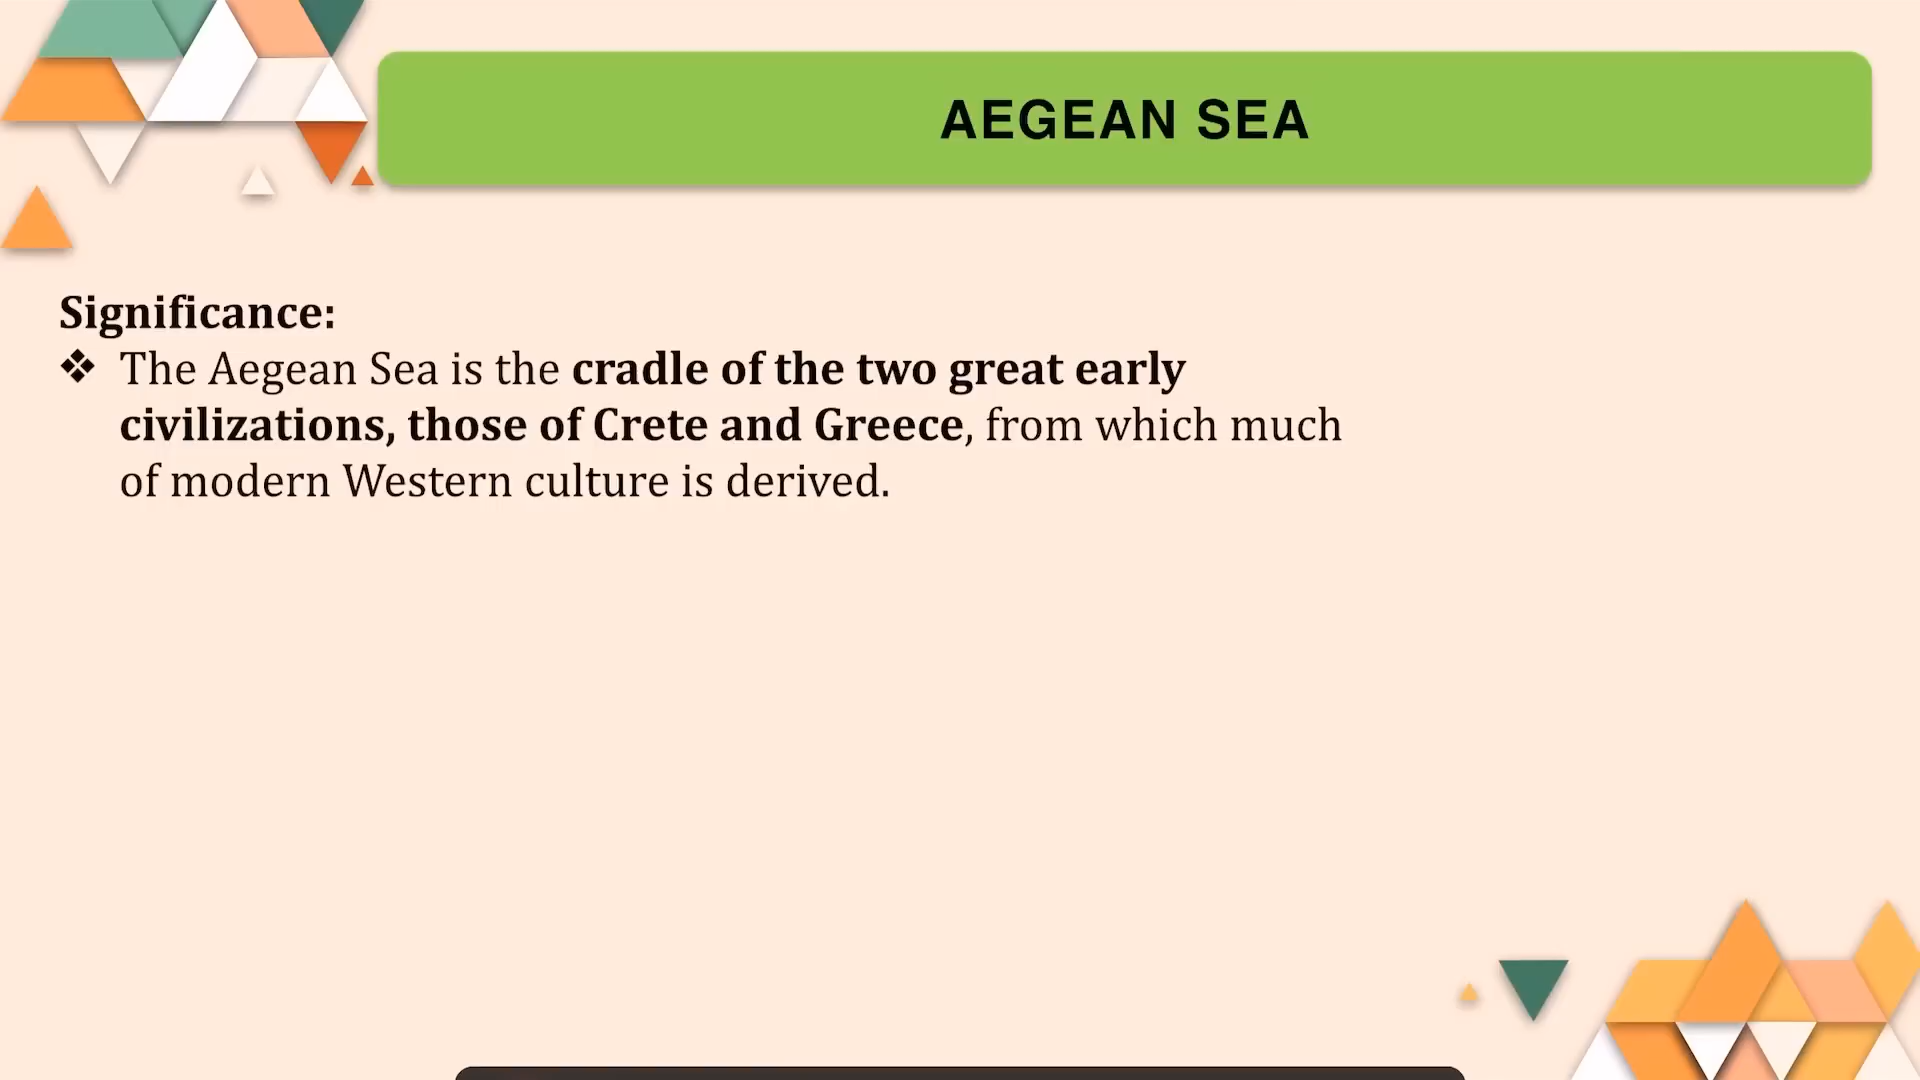 AEGEAN SEA
Significance:
❖ The Aegean Sea is the cradle of the two great early
civilizations, those of Crete and Greece, from which much
of modern Western culture is derived.